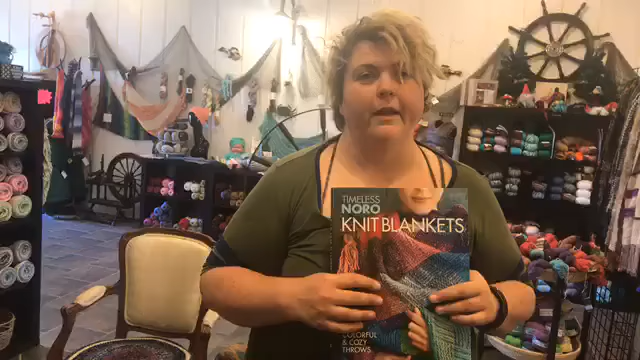 TIMELESS
NORO
KNIT BLANKETS
COLORFUL
& COZY
THROWS